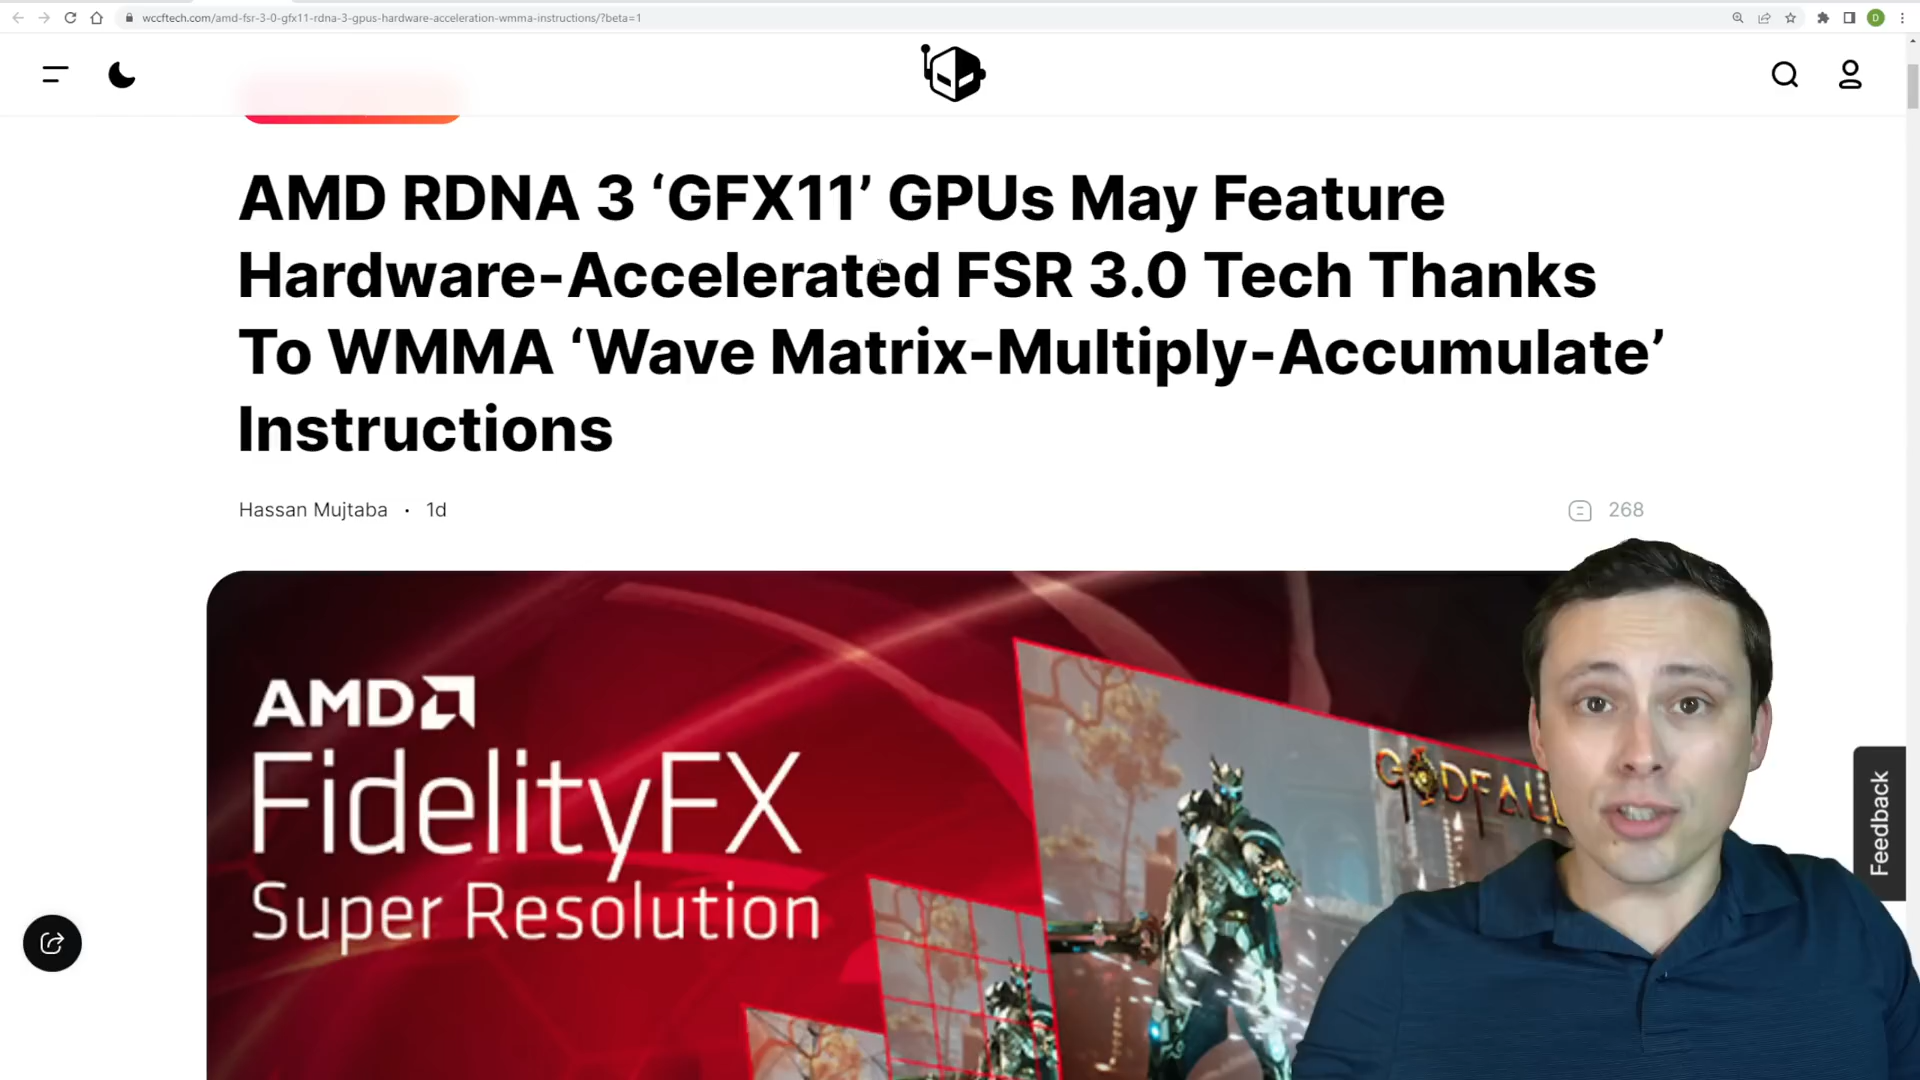 wccftech.com/amd-fsr-3-0-gfx11-rdna-3-gpus-hardware-acceleration-wmma-instructions/?beta=1
D
AMD RDNA 3 ‘GFX11’ GPUs May Feature
Hardware-Accelerated FSR 3.0 Tech Thanks
To WMMA ‘Wave Matrix-Multiply-Accumulate’
Instructions
Hassan Mujtaba • 1d
268
AMD
FidelityFX
Super Resolution
GODFALL
Feedback